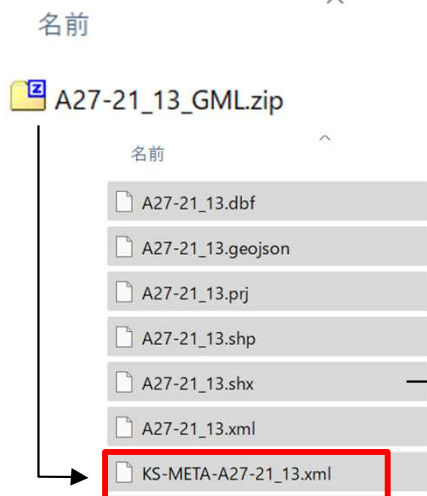 名前
A27-21_13_GML.zip
名前
A27-21_13.dbf
A27-21_13.geojson
A27-21_13.prj
A27-21_13.shp
A27-21_13.shx
A27-21_13.xml
KS-META-A27-21_13.xml